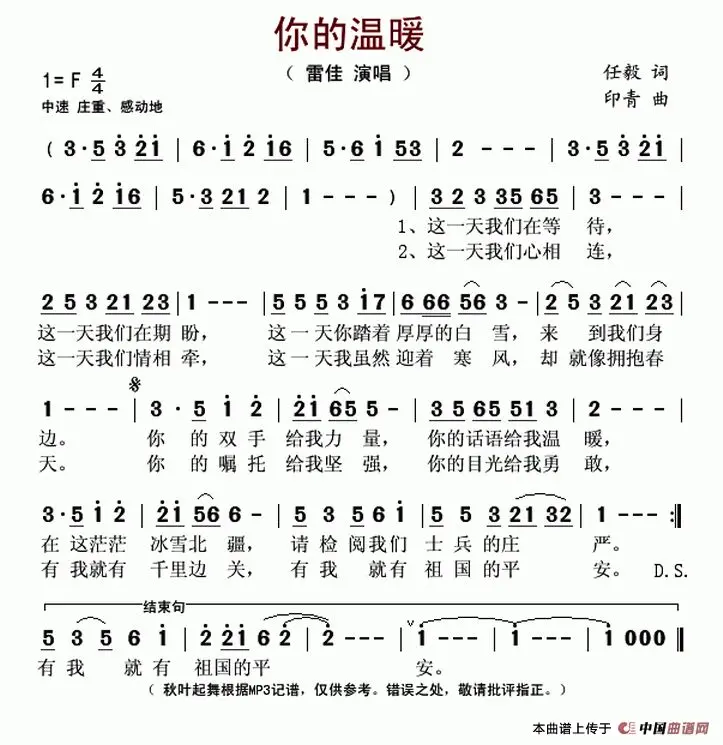 你的温暖
（ 雷佳 演唱 ）
1= F 4/4
任毅 词
中速 庄重、感动地
印青 曲
( 3· 5 3 2 1 | 6· 1 2 1 6 | 5· 6 1 5 3 | 2 - - - | 3· 5 3 2 1 |
6· 1 2 1 6 | 5· 3 2 1 2 | 1 - - - ) | 3 2 3 3 5 6 5 | 3 - - - |
1、这一天我们在等 待，
2、这一天我们心相 连，
2 5 3 2 1 2 3 | 1 - - - | 5 5 5 3 1 7 | 6 6 6 5 6 3 - | 2 5 3 2 1 2 3 |
这一天我们在期 盼， 这一天你踏着 厚厚的白 雪，来 到我们身
这一天我们情相 牵， 这一天我虽然 迎着 寒 风，却 就像拥抱春
1 - - - | 3· 5 1 2 | 2 1 6 5 5 - | 3 5 6 5 5 1 3 | 2 - - - |
边。 你 的 双 手 给我力 量， 你的话语给我温 暖，
天。 你 的 嘱 托 给我坚 强， 你的目光给我勇 敢，
3· 5 1 2 | 2 1 5 6 6 - | 5 3 5 6 1 | 5 5 3 2 1 3 2 | 1 - - - :‖
在 这茫茫 冰雪北 疆， 请 检 阅我们 士 兵 的庄 严。
有 我就有 千里边 关， 有 我 就有 祖 国 的平 安。 D.S.
结束句
5 3 5 6 1 | 2 2 1 6 2 2 | 2 - - - | ∨ 1 - - - | 1 - - - | 1 0 0 0 ‖
有 我 就 有 祖国的平 安。
（ 秋叶起舞根据MP3记谱，仅供参考。错误之处，敬请批评指正。）
本曲谱上传于 中国曲谱网